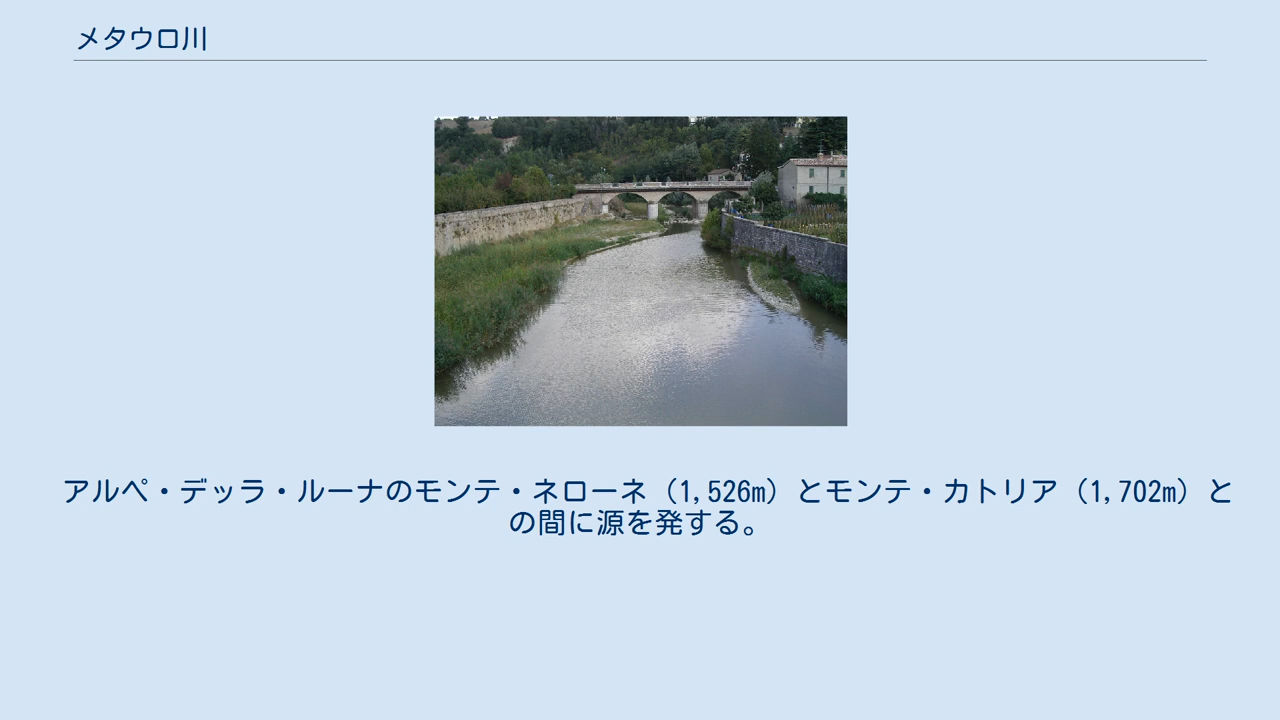 メタウロ川
アルペ・デッラ・ルーナのモンテ・ネローネ（1,526m）とモンテ・カトリア（1,702m）と
の間に源を発する。